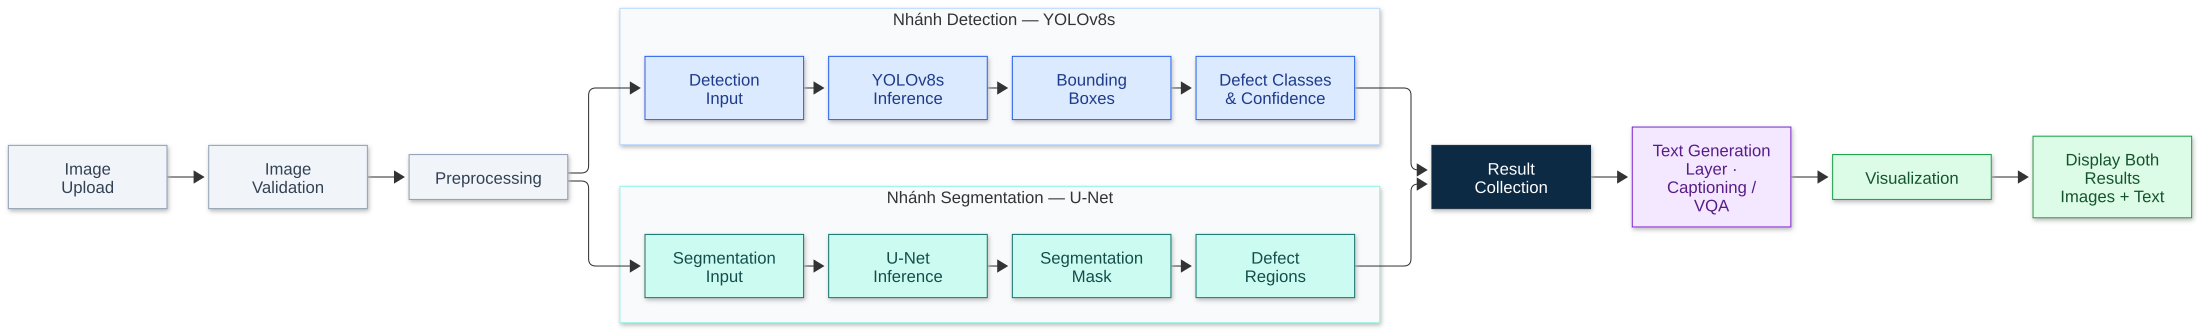 Image
Upload
Image
Validation
Preprocessing
Nhánh Detection — YOLOv8s
Detection
Input
YOLOv8s
Inference
Bounding
Boxes
Defect Classes
& Confidence
Nhánh Segmentation — U-Net
Segmentation
Input
U-Net
Inference
Segmentation
Mask
Defect
Regions
Result
Collection
Text Generation
Layer ·
Captioning /
VQA
Visualization
Display Both
Results
Images + Text